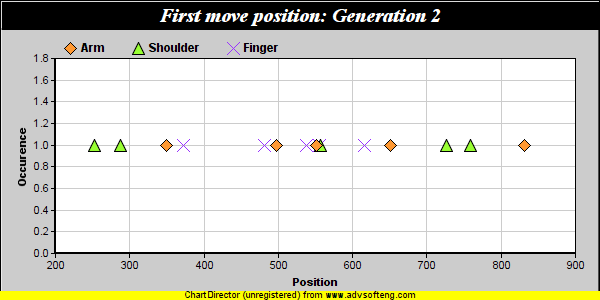 First move position: Generation 2
Arm Shoulder Finger
1.8
1.6
1.4
1.2
1.0
0.8
0.6
0.4
0.2
0.0
Occurence
200 300 400 500 600 700 800 900
Position
ChartDirector (unregistered) from www.advsofteng.com